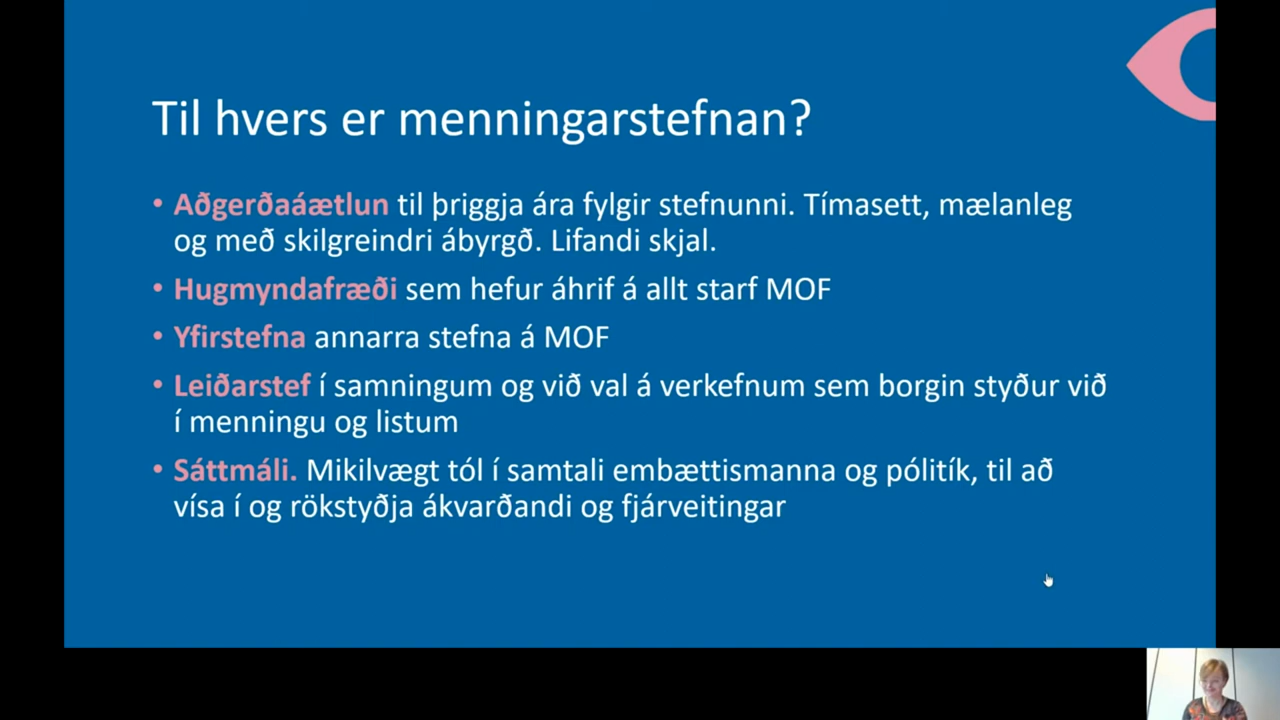 Til hvers er menningarstefnan?
• Aðgerðaáætlun til þriggja ára fylgir stefnunni. Tímasett, mælanleg
og með skilgreindri ábyrgð. Lifandi skjal.
• Hugmyndafræði sem hefur áhrif á allt starf MOF
• Yfirstefna annarra stefna á MOF
• Leiðarstef í samningum og við val á verkefnum sem borgin styður við
í menningu og listum
• Sáttmáli. Mikilvægt tól í samtali embættismanna og pólitík, til að
vísa í og rökstyðja ákvarðandi og fjárveitingar